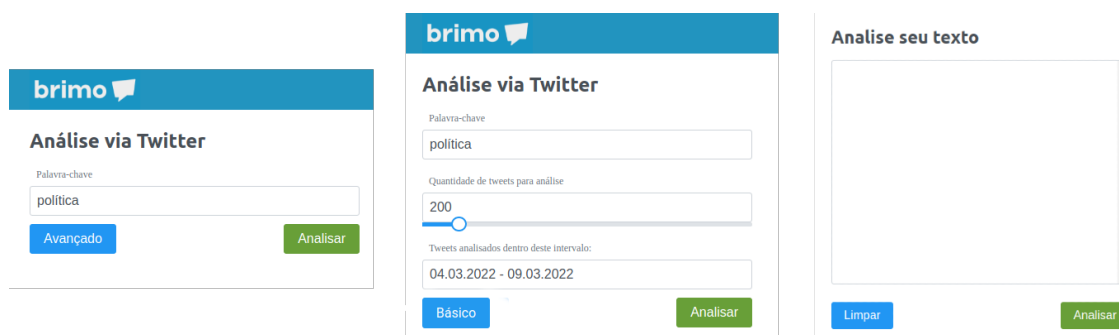 brimo
Análise via Twitter
Palavra-chave
política
Avançado
Analisar
brimo
Análise via Twitter
Palavra-chave
política
Quantidade de tweets para análise
200
Tweets analisados dentro deste intervalo:
04.03.2022 - 09.03.2022
Básico
Analisar
Analise seu texto
Limpar
Analisar